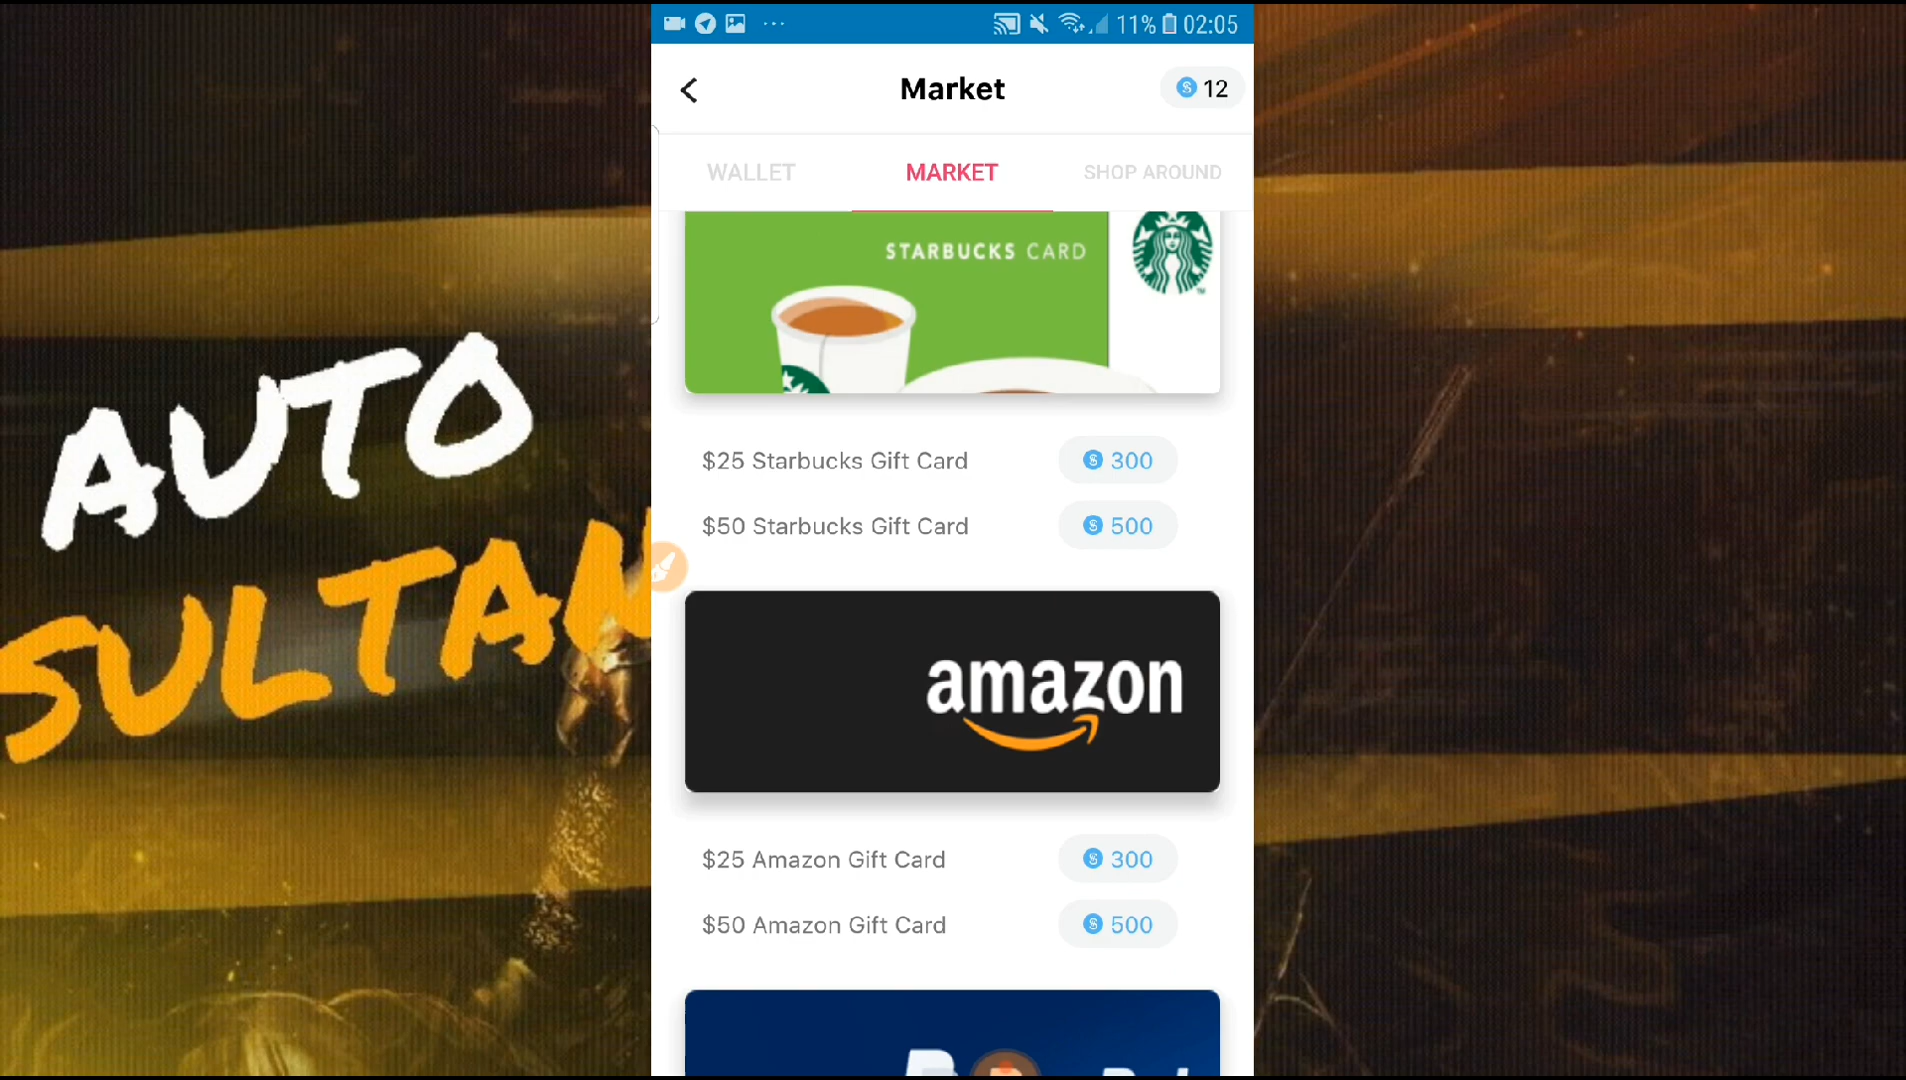 11% 02:05
Market
12
WALLET
MARKET
SHOP AROUND
STARBUCKS CARD
$25 Starbucks Gift Card
300
$50 Starbucks Gift Card
500
AUTO
SULTAN
amazon
$25 Amazon Gift Card
300
$50 Amazon Gift Card
500